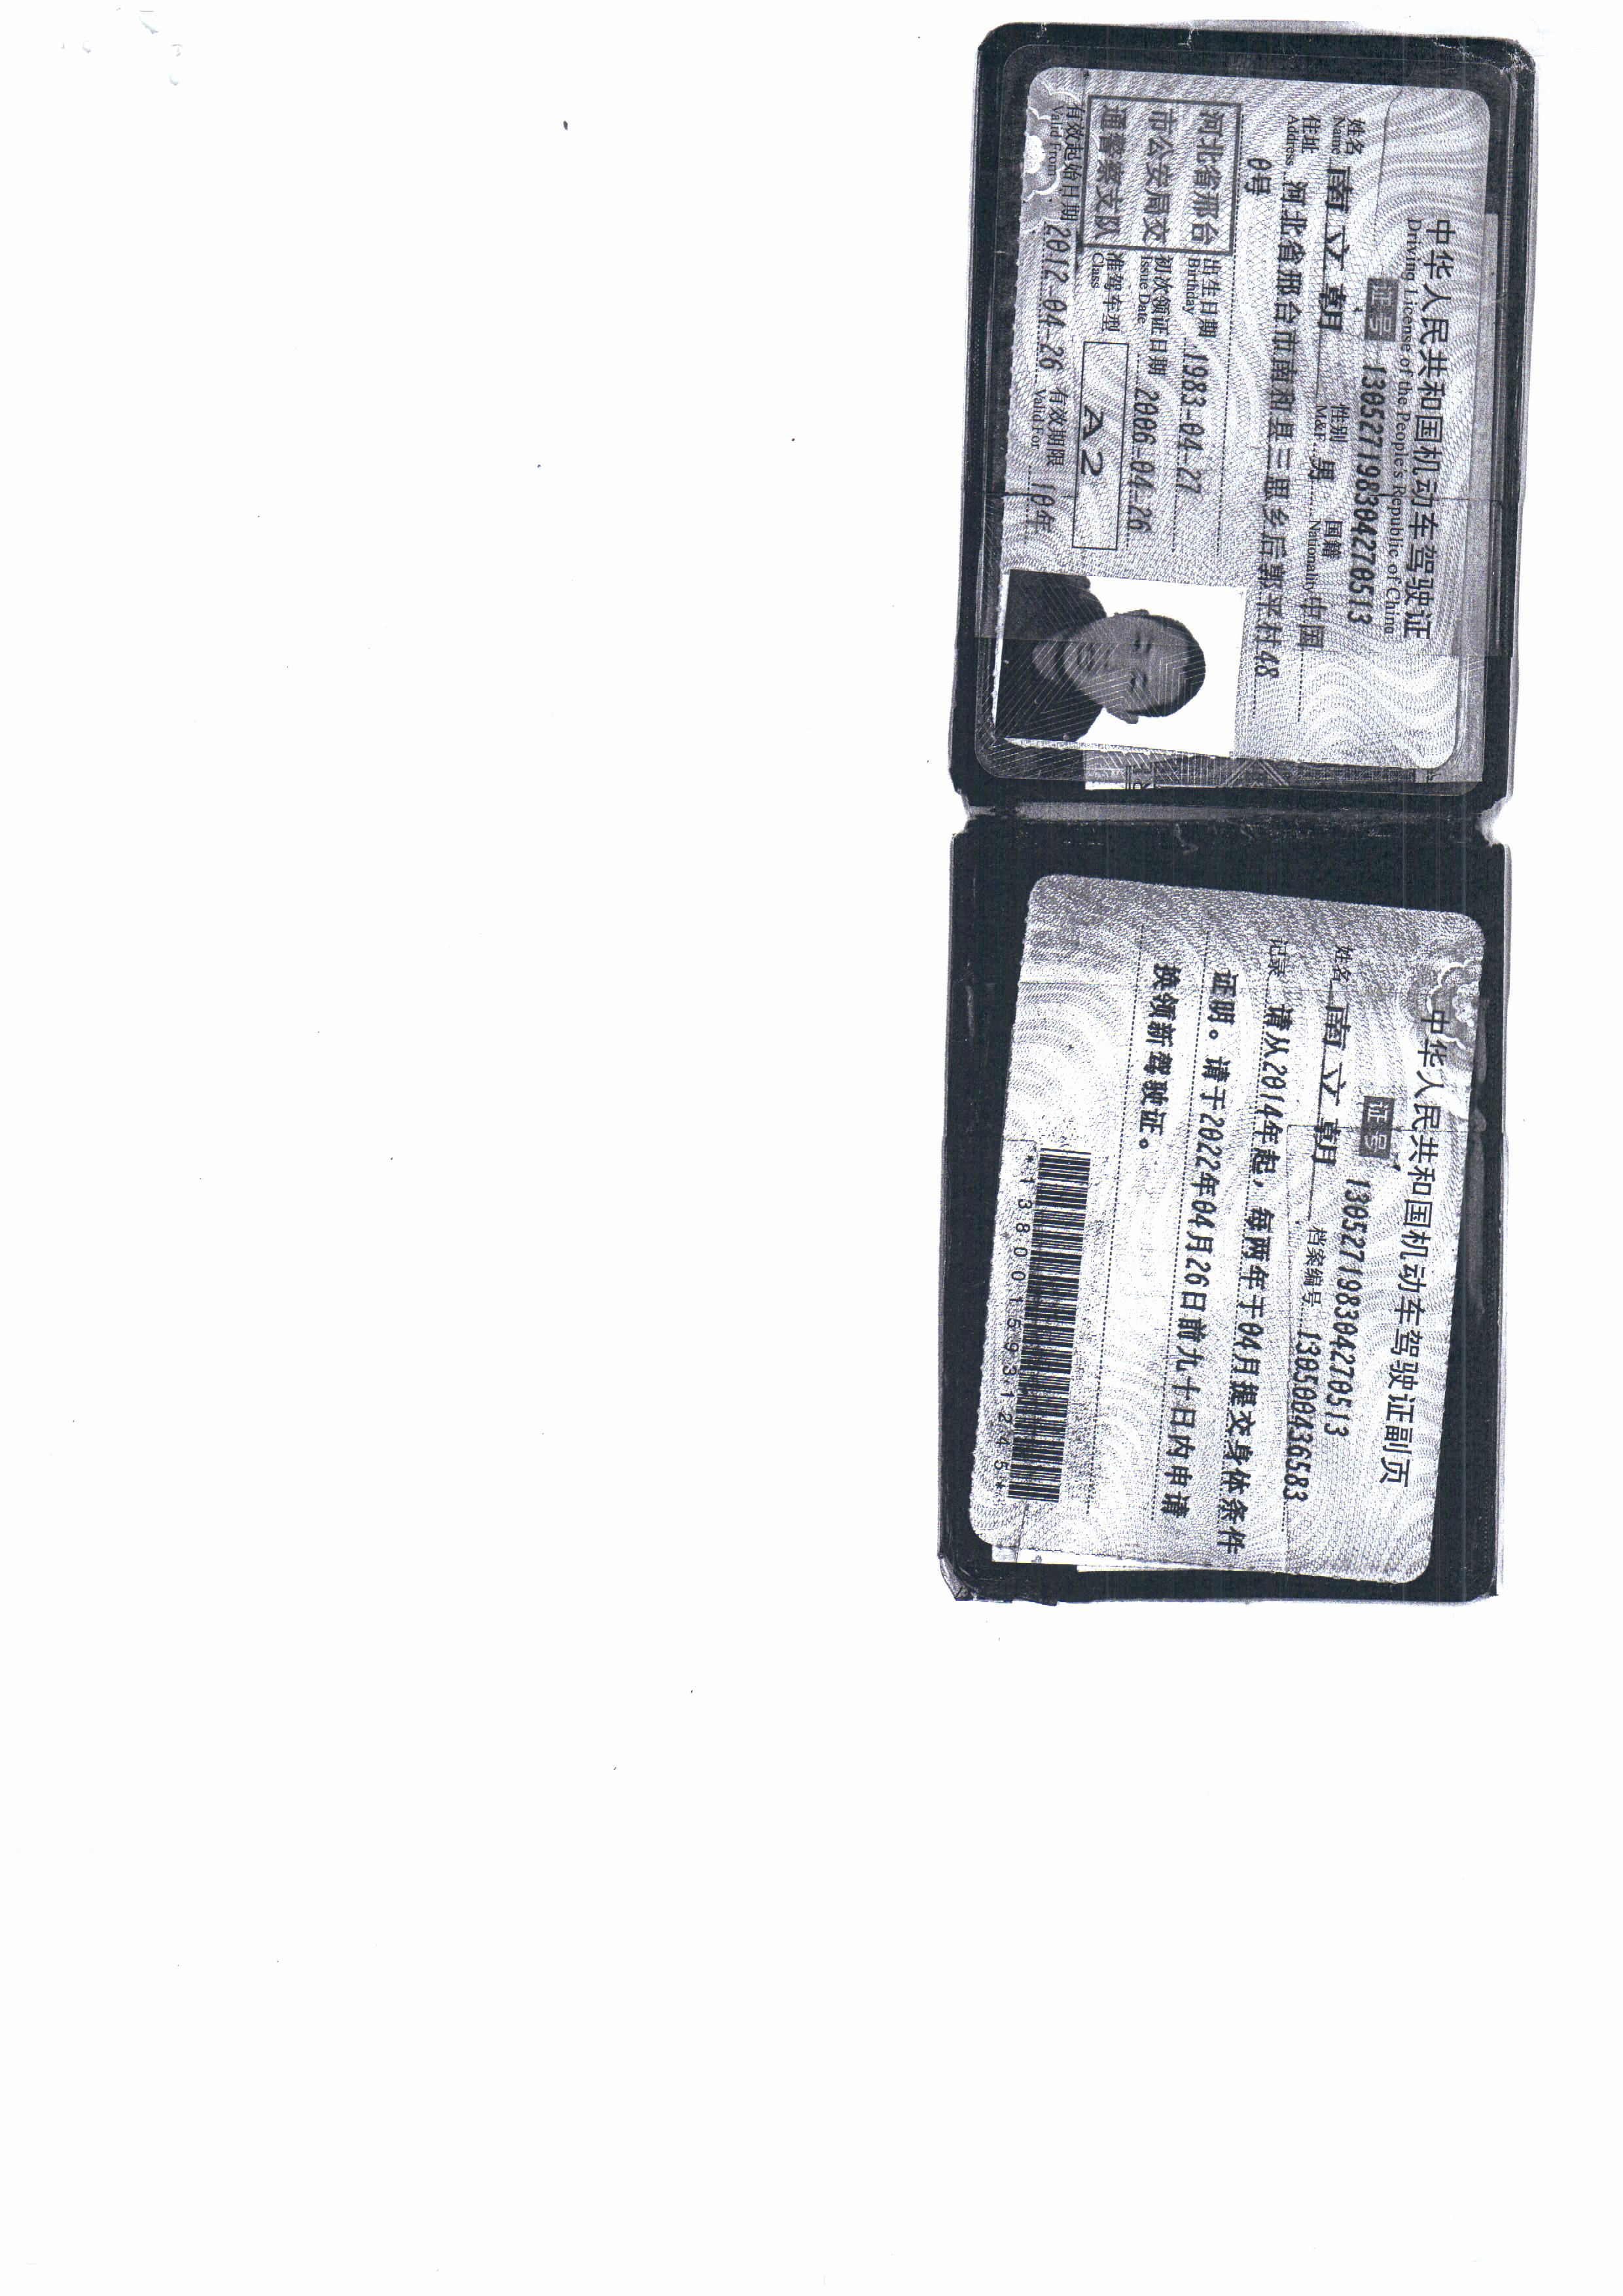 中华人民共和国机动车驾驶证
Driving License of the People's Republic of China
证号 130527198304270513
姓名 Name 南立朝 性别 M&F 男 国籍 Nationality 中国
住址 Address 河北省邢台市南和县三思乡后郭平村48
0号
河北省邢台
市公安局交
通警察支队
出生日期 Birthday 1983-04-27
初次领证日期 Issue Date 2006-04-26
准驾车型 Class A2
有效起始日期 Valid From 2012-04-26 有效期限 Valid For 10年
中华人民共和国机动车驾驶证副页
证号 130527198304270513
姓名 南立朝 档案编号 130500436583
记录 请从2014年起，每两年于04月提交身体条件
证明。请于2022年04月26日前九十日内申请
换领新驾驶证。
*1380015931245*